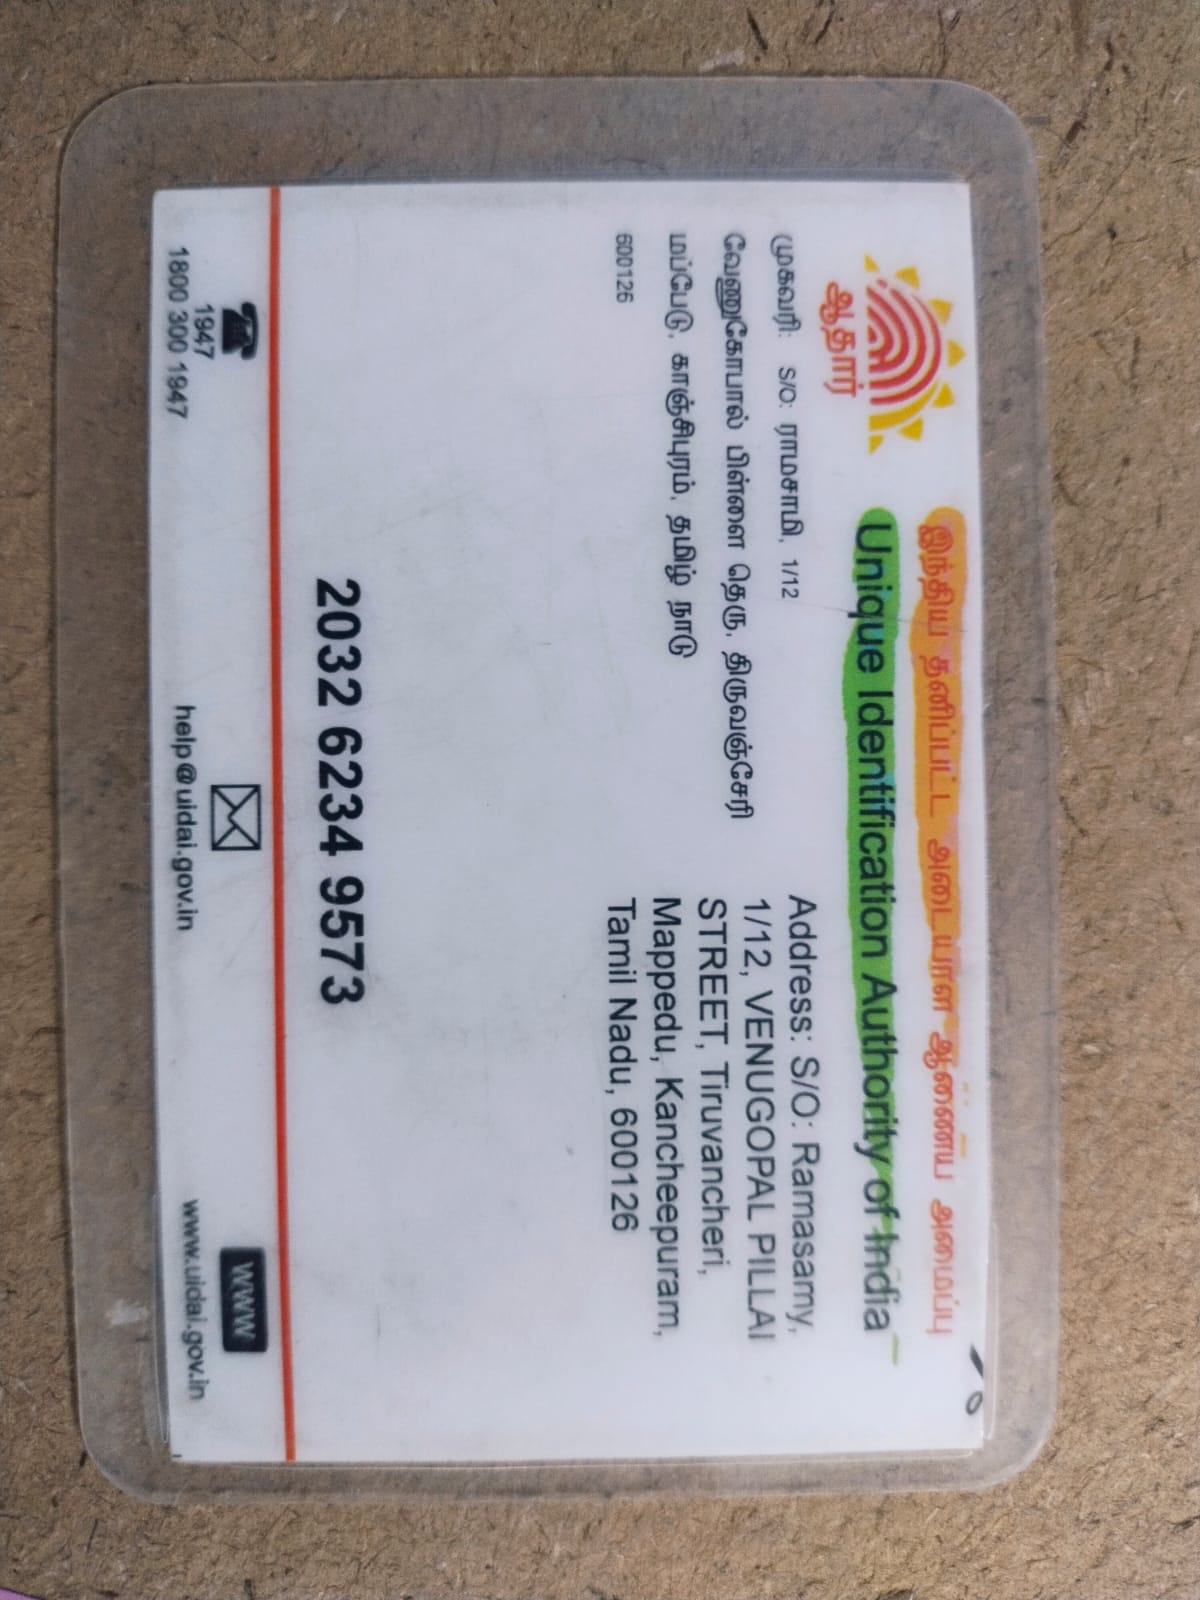 இந்திய தனிப்பட்ட அடையாள ஆணைய அமைப்பு
Unique Identification Authority of India
ஆதார்
முகவரி: S/O: ராமசாமி, 1/12
வேணுகோபால் பிள்ளை தெரு, திருவஞ்சேரி
மப்பேடு, காஞ்சிபுரம், தமிழ் நாடு
600126
Address: S/O: Ramasamy,
1/12, VENUGOPAL PILLAI
STREET, Tiruvancheri,
Mappedu, Kancheepuram,
Tamil Nadu, 600126
2032 6234 9573
1947
1800 300 1947
help@uidai.gov.in
www
www.uidai.gov.in